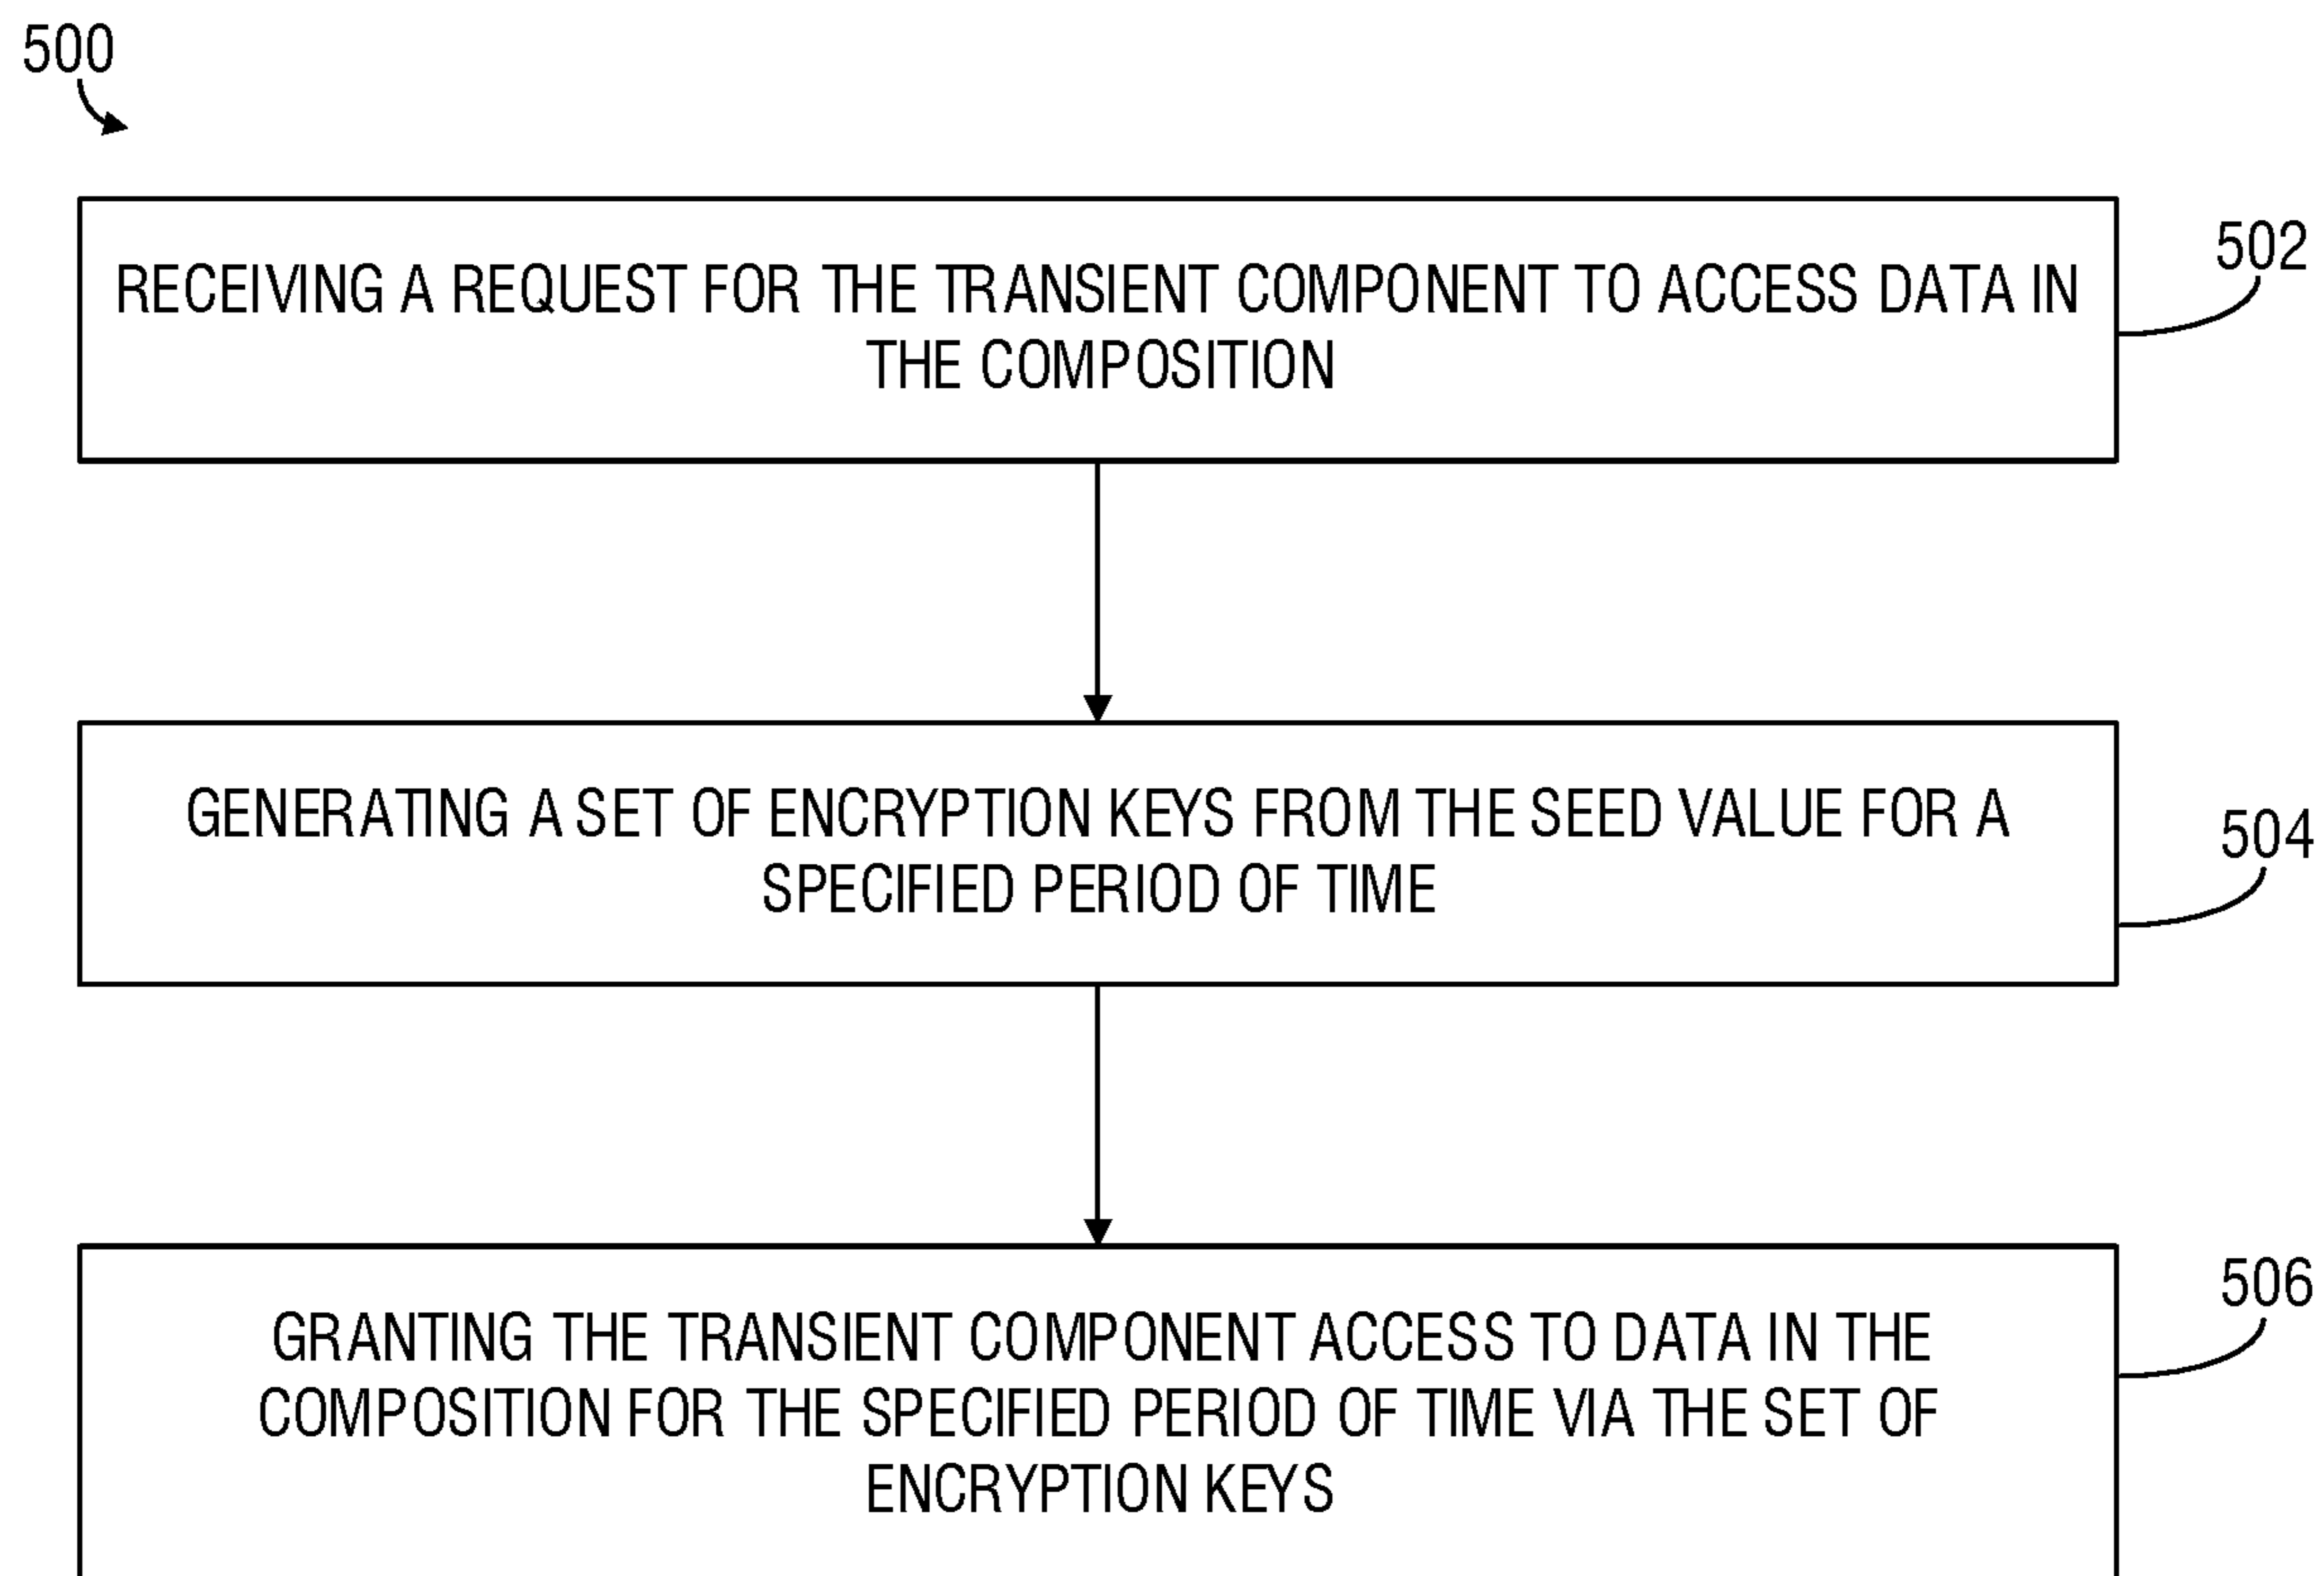 500
RECEIVING A REQUEST FOR THE TRANSIENT COMPONENT TO ACCESS DATA IN
THE COMPOSITION
502
GENERATING A SET OF ENCRYPTION KEYS FROM THE SEED VALUE FOR A
SPECIFIED PERIOD OF TIME
504
GRANTING THE TRANSIENT COMPONENT ACCESS TO DATA IN THE
COMPOSITION FOR THE SPECIFIED PERIOD OF TIME VIA THE SET OF
ENCRYPTION KEYS
506